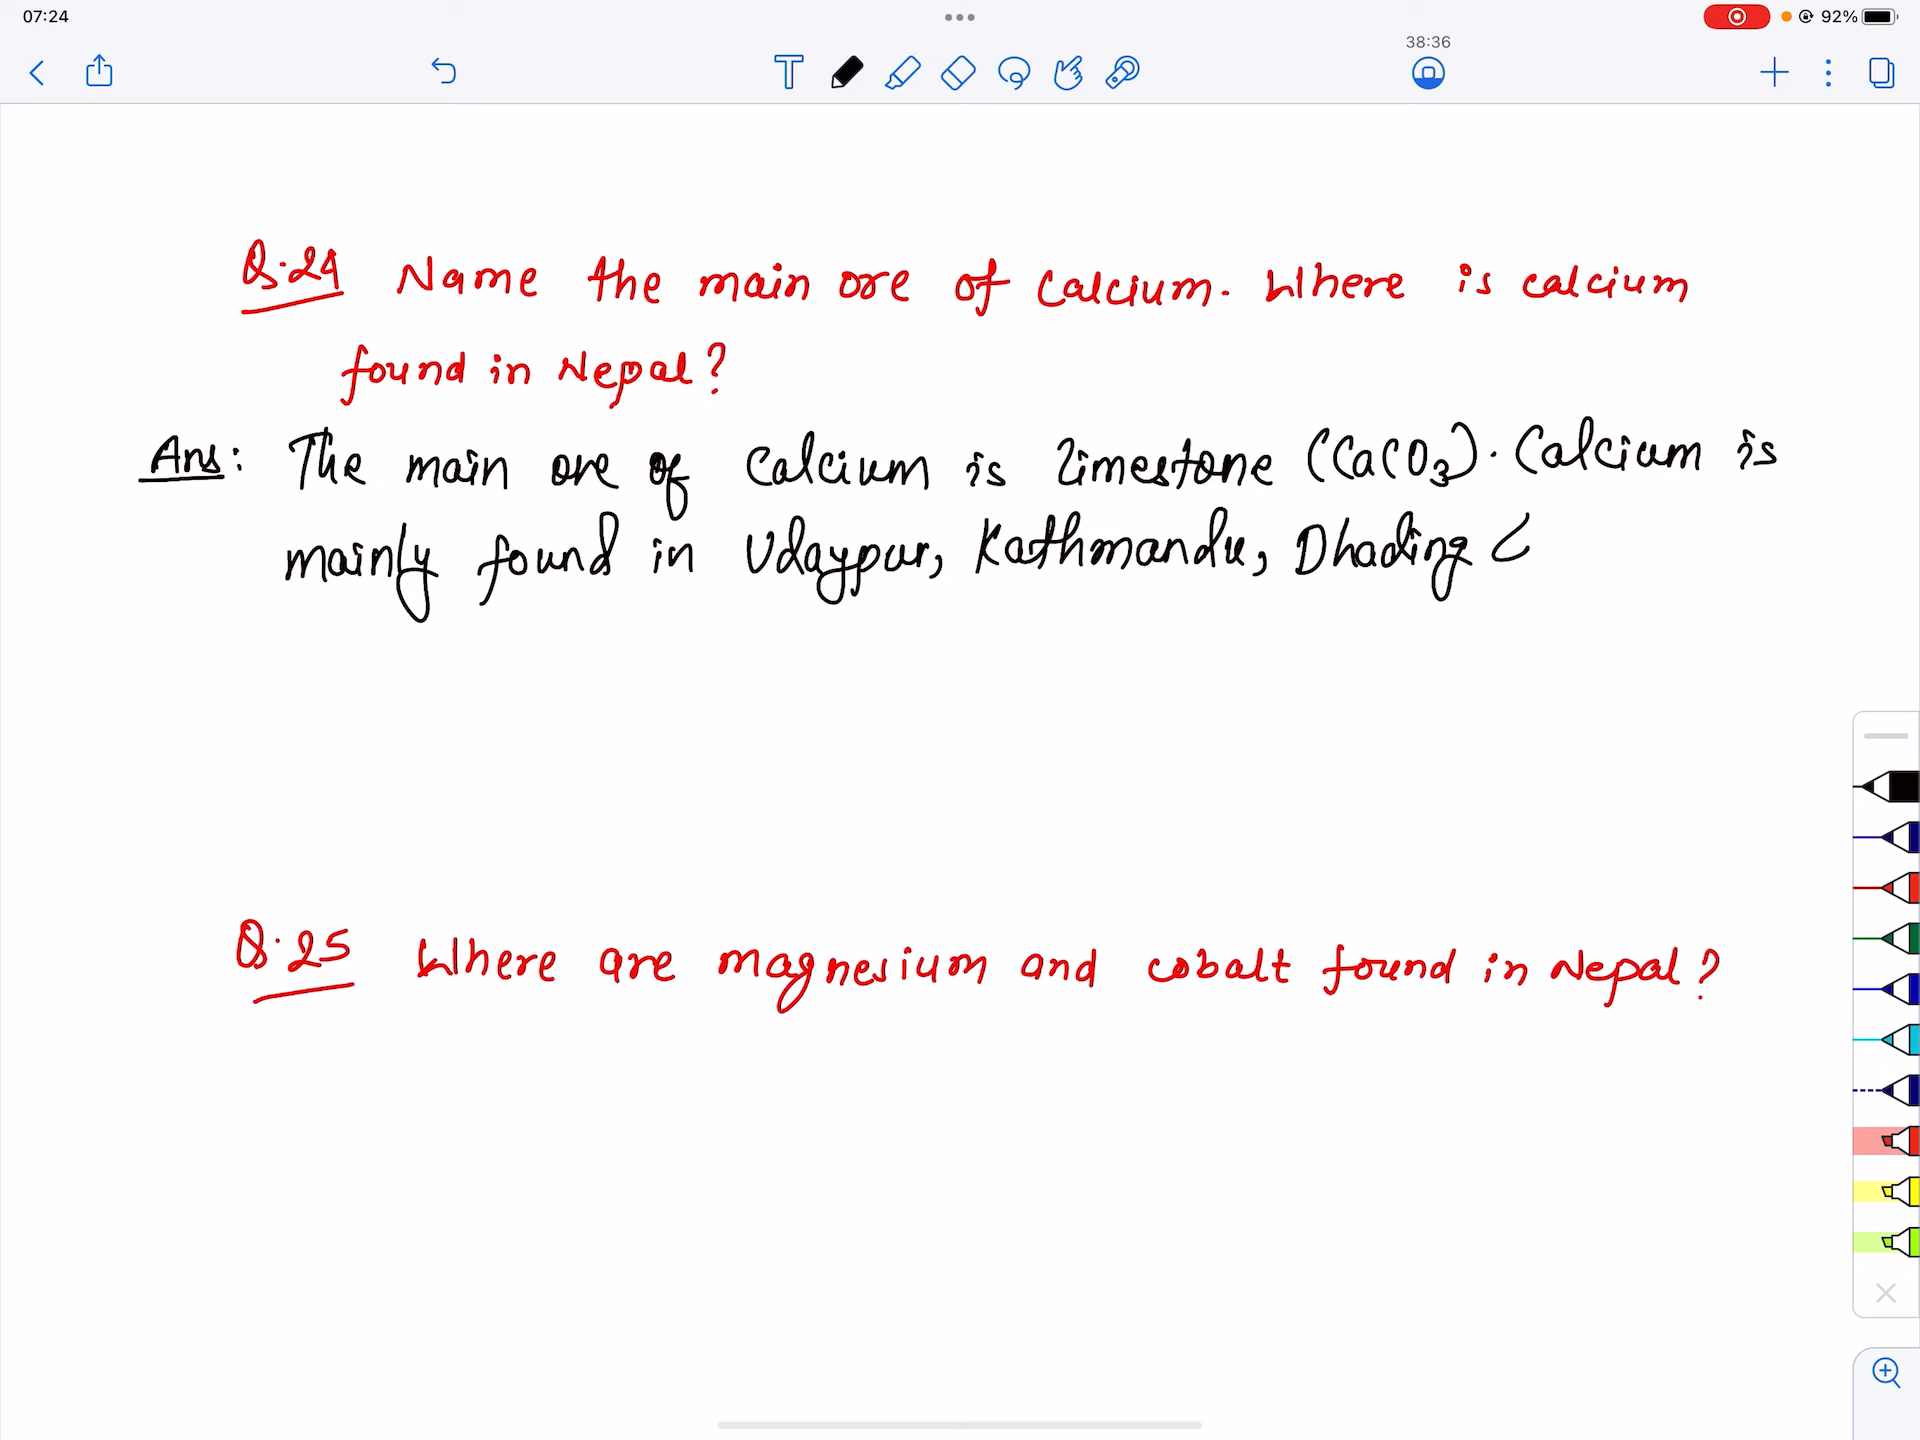 07:24
92%
38:36
Q.24 Name the main ore of Calcium. Where is calcium
found in Nepal?
Ans: The main ore of Calcium is limestone (CaCO3). Calcium is
mainly found in Udaypur, Kathmandu, Dhading
Q.25 Where are magnesium and cobalt found in Nepal?